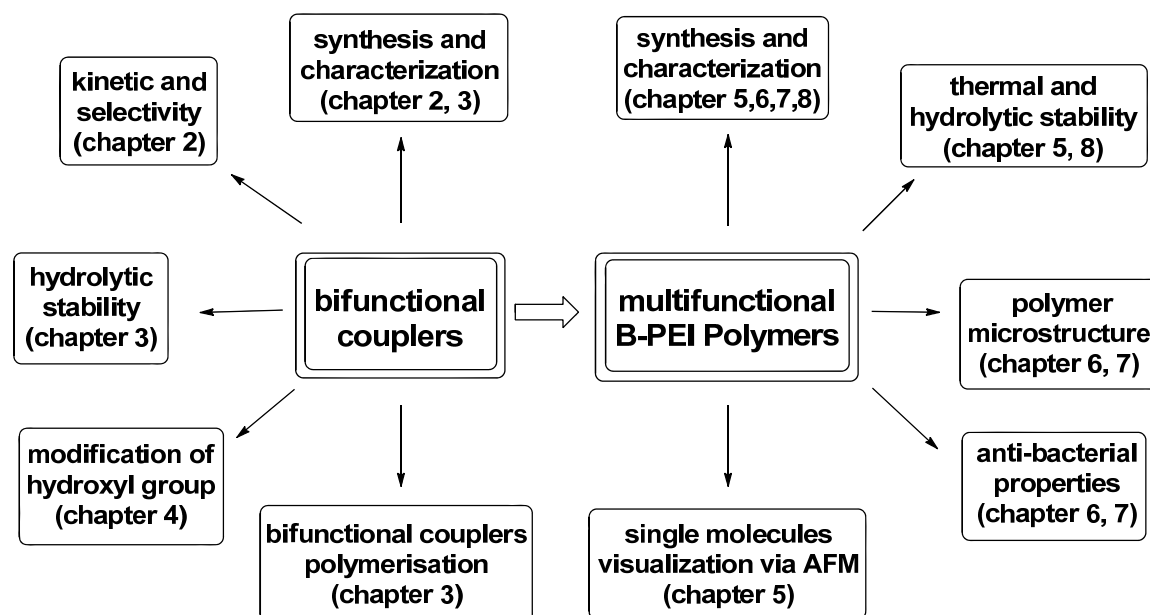 synthesis and
characterization
(chapter 2, 3)
synthesis and
characterization
(chapter 5,6,7,8)
kinetic and
selectivity
(chapter 2)
thermal and
hydrolytic stability
(chapter 5, 8)
hydrolytic
stability
(chapter 3)
bifunctional
couplers
multifunctional
B-PEI Polymers
polymer
microstructure
(chapter 6, 7)
modification of
hydroxyl group
(chapter 4)
anti-bacterial
properties
(chapter 6, 7)
bifunctional couplers
polymerisation
(chapter 3)
single molecules
visualization via AFM
(chapter 5)